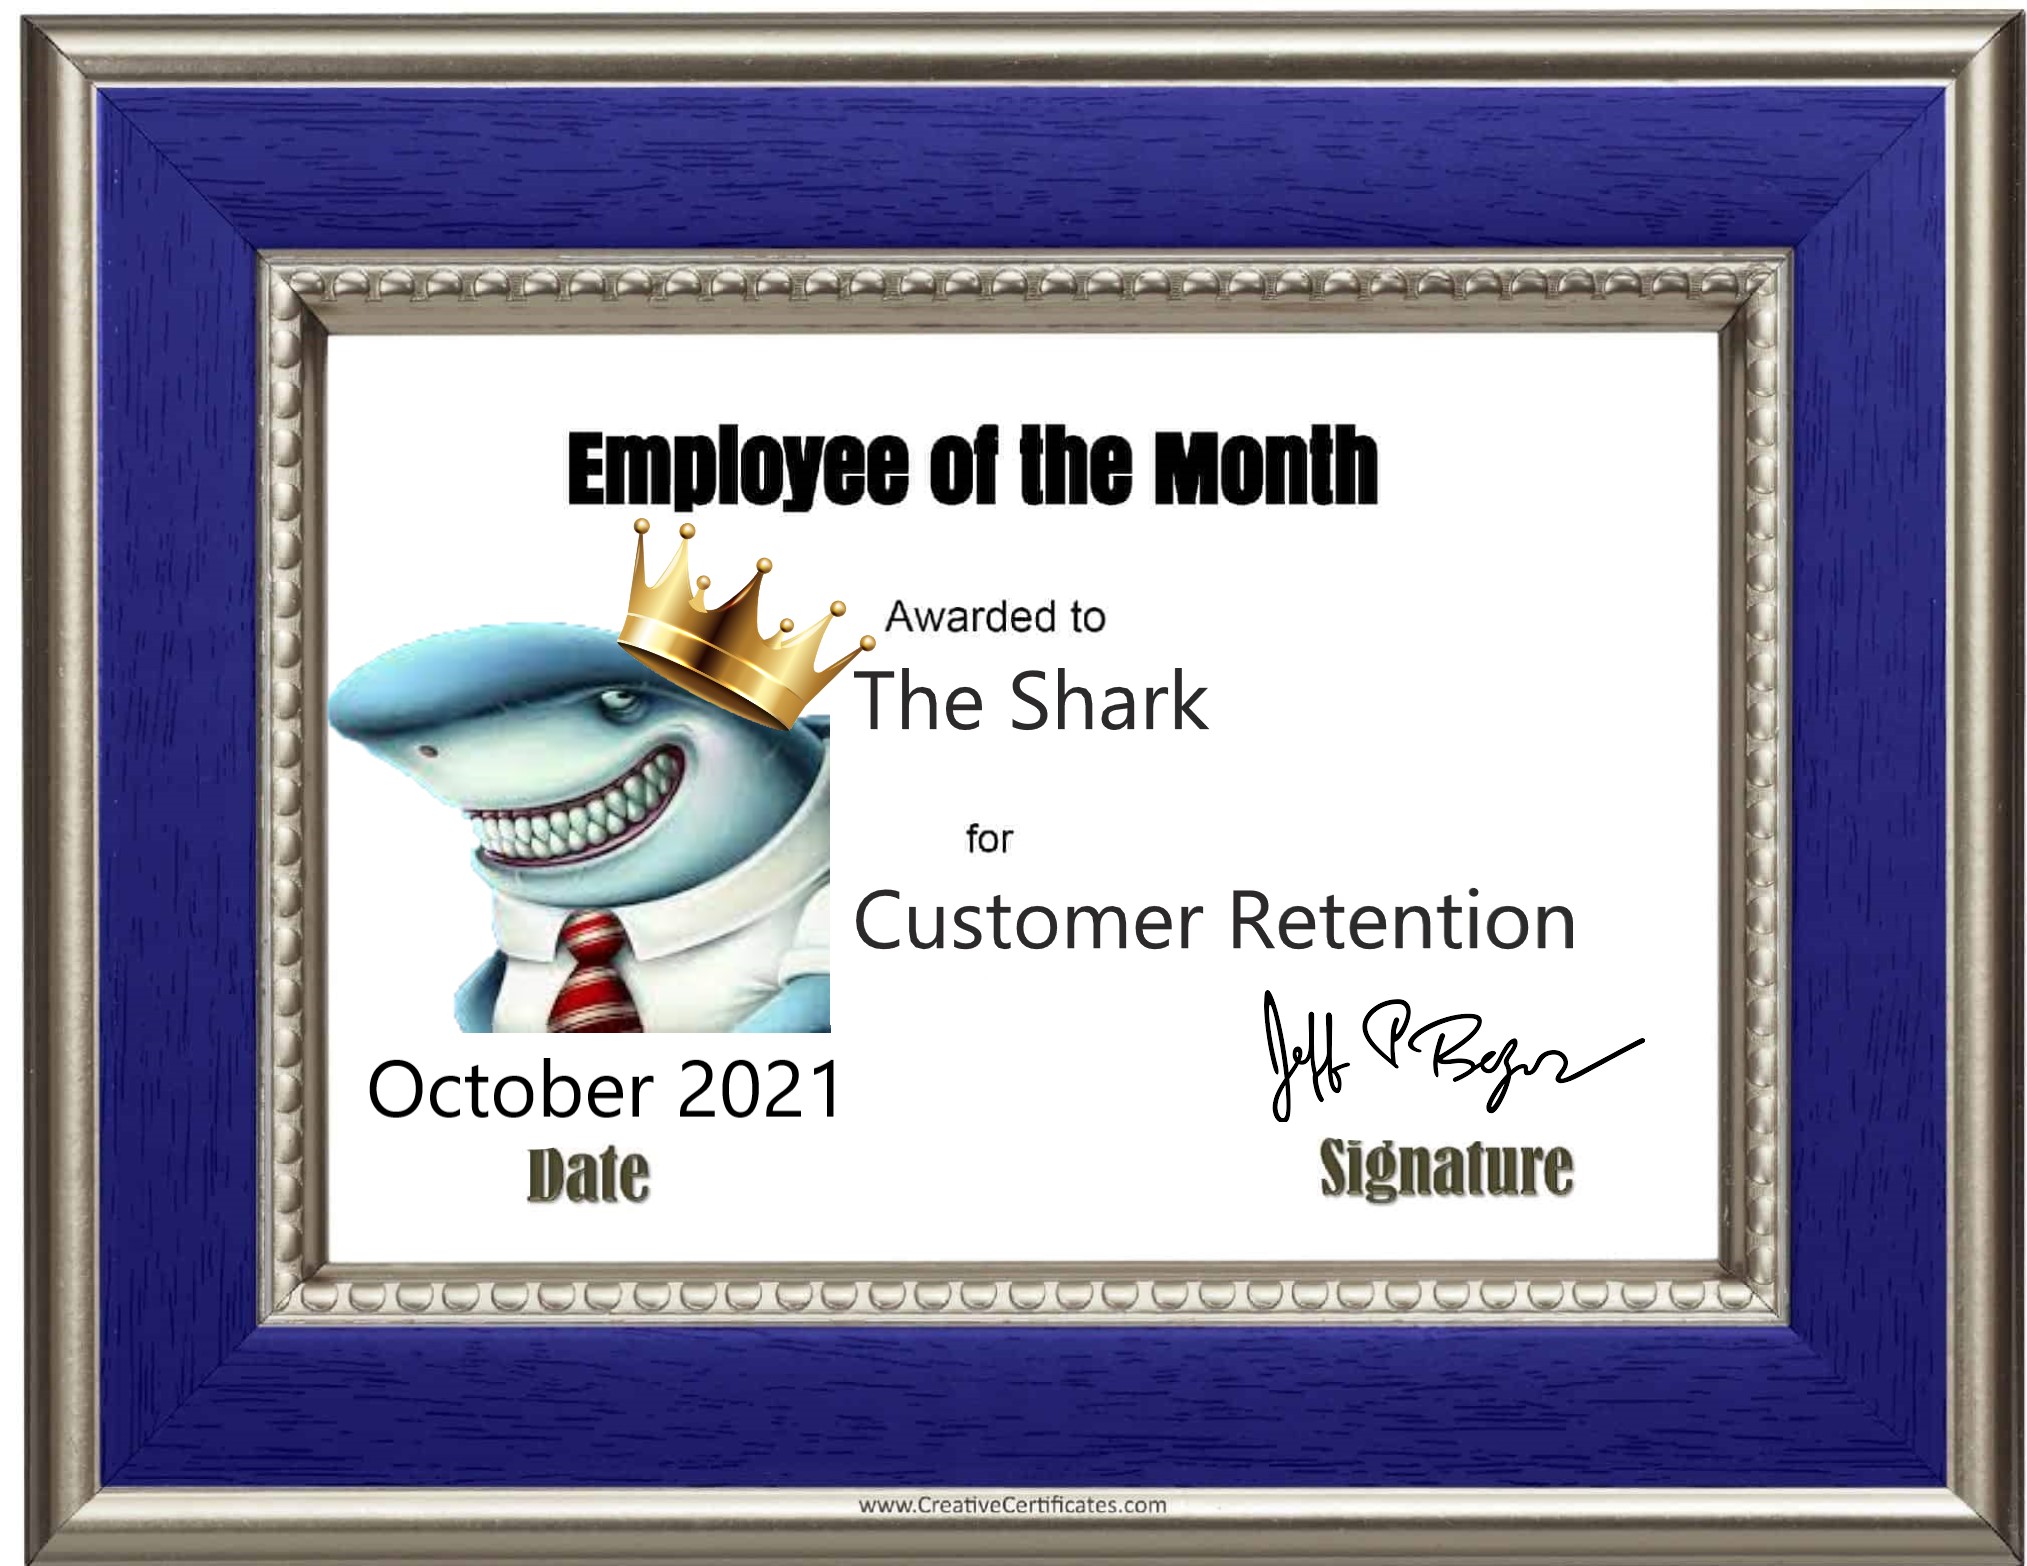 Employee of the Month
Awarded to
The Shark
for
Customer Retention
Jeff P Bezos
October 2021
Date
Signature
www.CreativeCertificates.com